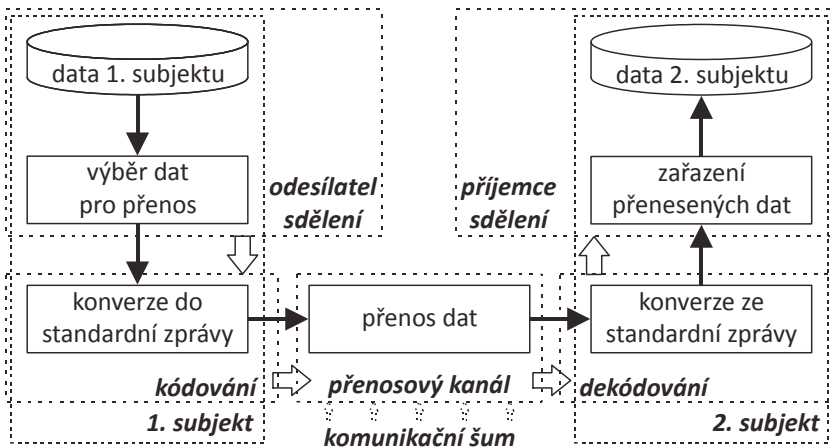 data 1. subjektu
data 2. subjektu
výběr dat
pro přenos
odesílatel
sdělení
příjemce
sdělení
zařazení
přenesených dat
konverze do
standardní zprávy
přenos dat
konverze ze
standardní zprávy
kódování
přenosový kanál
dekódování
1. subjekt
komunikační šum
2. subjekt